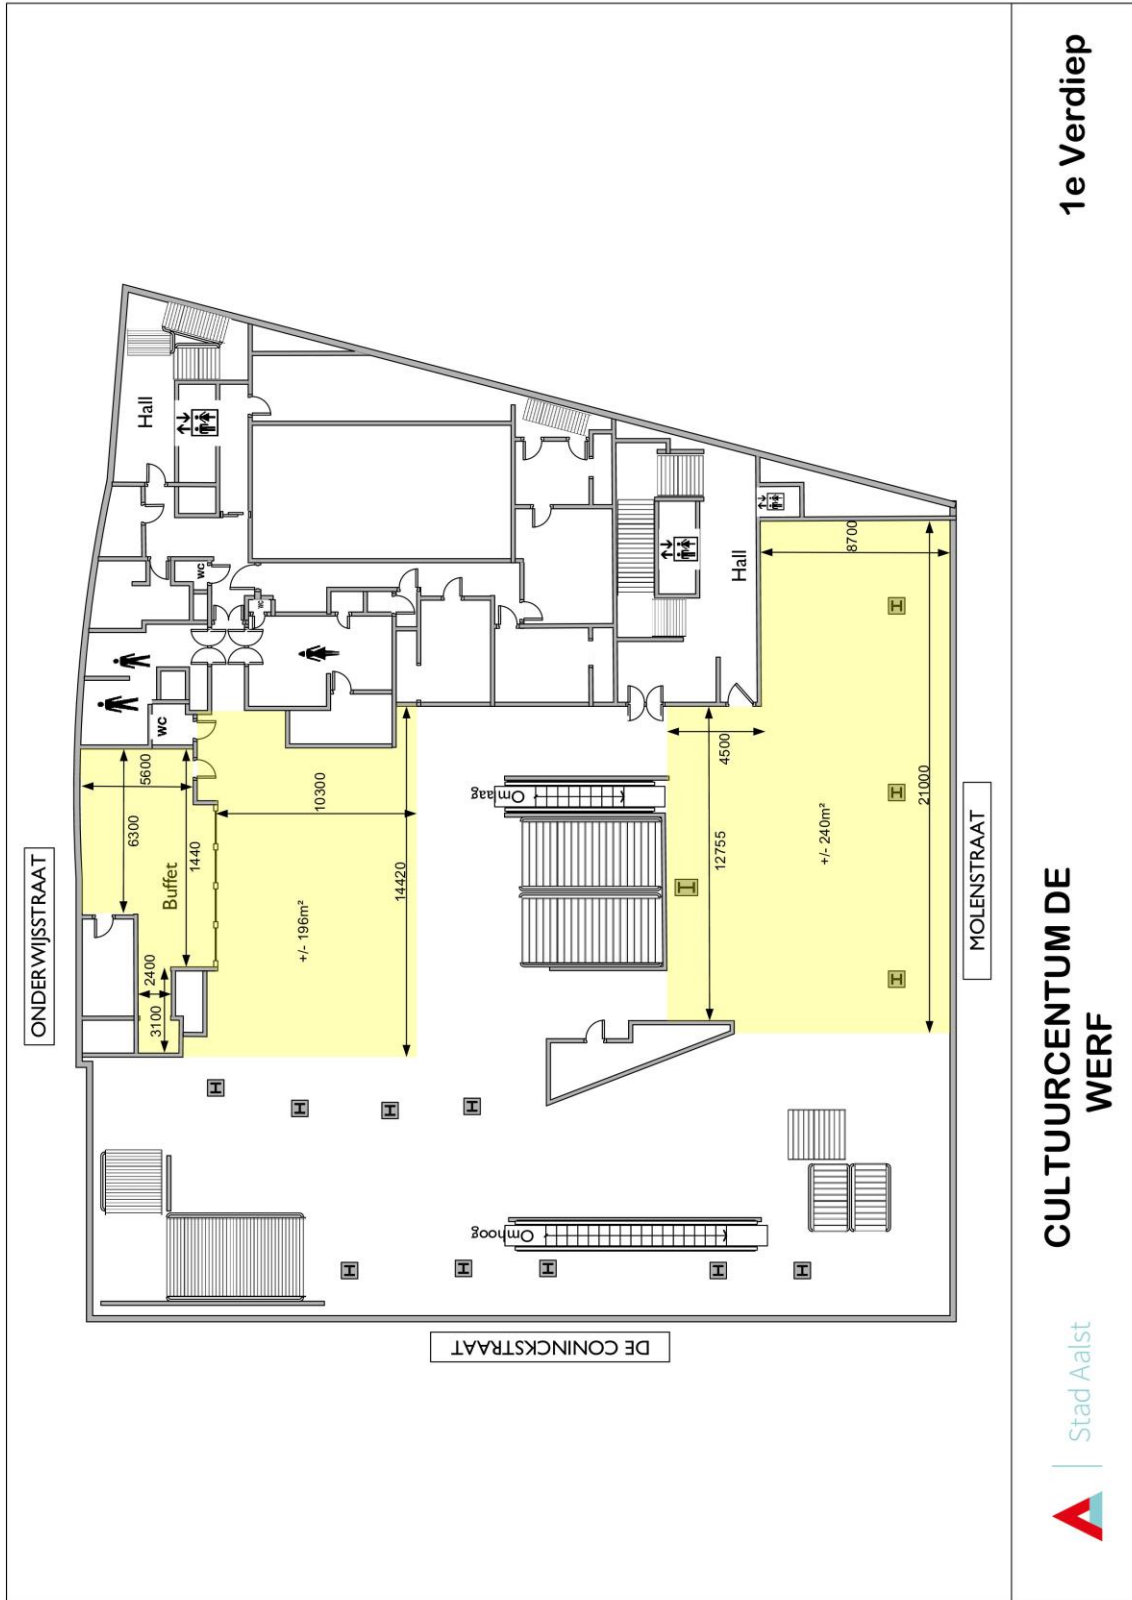 1e Verdiep
CULTUURCENTUM DE
WERF
Stad Aalst
ONDERWIJSSTRAAT
MOLENSTRAAT
DE CONINCKSTRAAT
Hall
WC
WC
WC
5600
6300
1440
Buffet
2400
3100
10300
14420
+/- 196m²
Omlaag
Omhoog
Hall
8700
4500
12755
21000
+/- 240m²
H
H
H
H
H
H
H
H
H
H
H
H
H